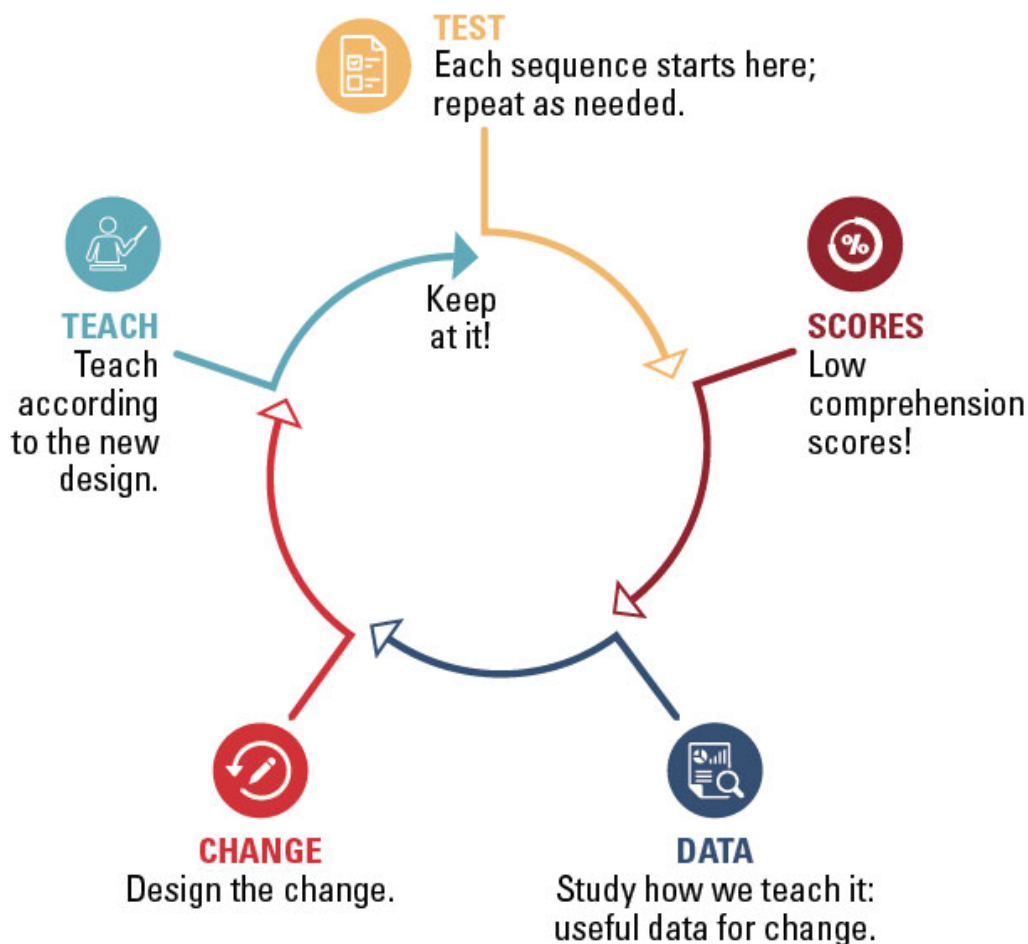 TEST
Each sequence starts here;
repeat as needed.
SCORES
Low
comprehension
scores!
DATA
Study how we teach it:
useful data for change.
CHANGE
Design the change.
TEACH
Teach
according
to the new
design.
Keep
at it!
%